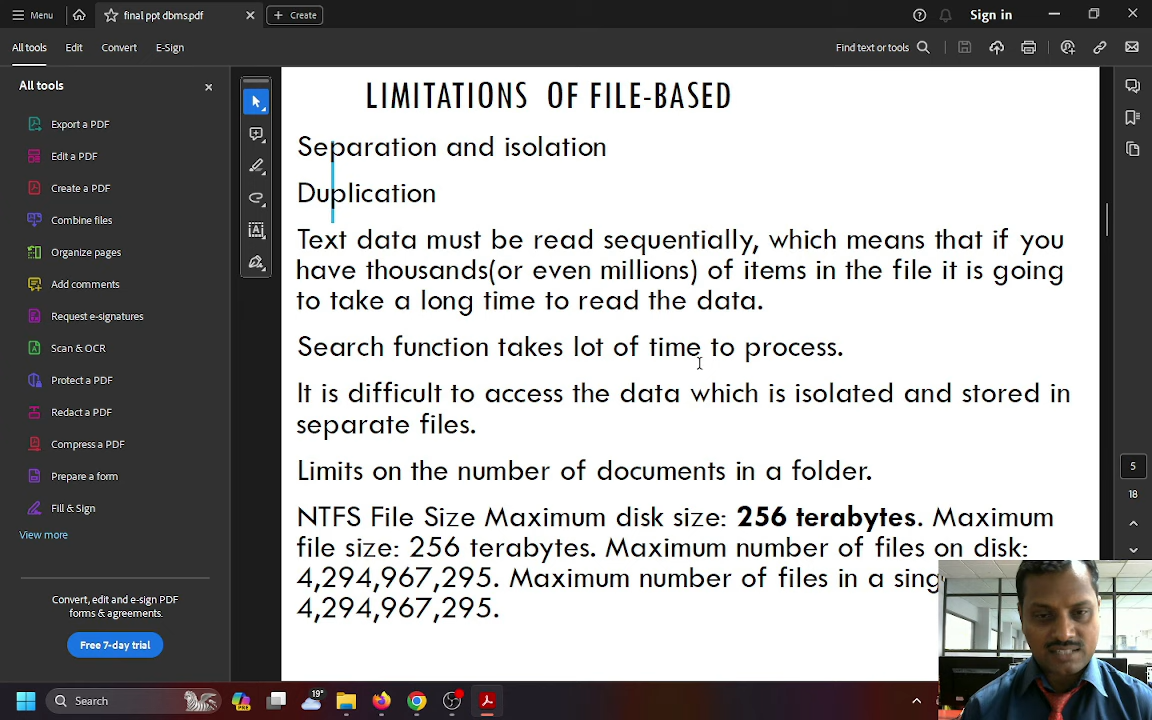 Menu
final ppt dbms.pdf
Create
Sign in
All tools
Edit
Convert
E-Sign
Find text or tools
All tools
Export a PDF
Edit a PDF
Create a PDF
Combine files
Organize pages
Add comments
Request e-signatures
Scan & OCR
Protect a PDF
Redact a PDF
Compress a PDF
Prepare a form
Fill & Sign
View more
Convert, edit and e-sign PDF
forms & agreements.
Free 7-day trial
LIMITATIONS OF FILE-BASED
Separation and isolation
Duplication
Text data must be read sequentially, which means that if you
have thousands(or even millions) of items in the file it is going
to take a long time to read the data.
Search function takes lot of time to process.
It is difficult to access the data which is isolated and stored in
separate files.
Limits on the number of documents in a folder.
NTFS File Size Maximum disk size: 256 terabytes. Maximum
file size: 256 terabytes. Maximum number of files on disk:
4,294,967,295. Maximum number of files in a
4,294,967,295.
5
18
Search
19°